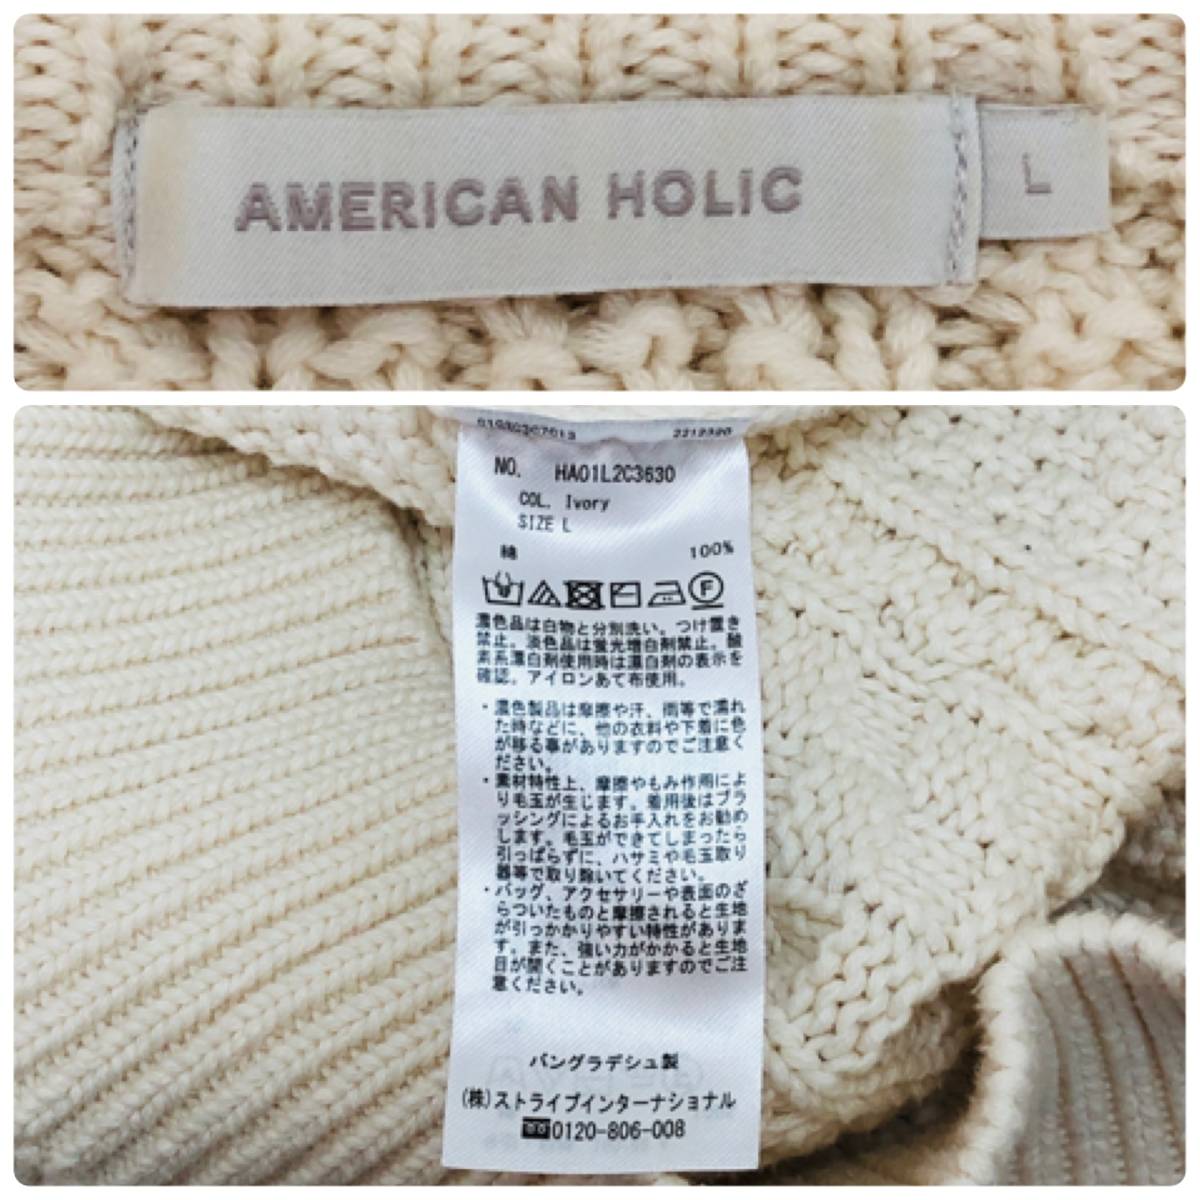 AMERICAN HOLIC
L
2212320
NO. HA01L2C3630
COL. Ivory
SIZE L
綿 100%
F
濃色品は白物と分別洗い。つけ置き
禁止。淡色品は蛍光増白剤禁止。酸
素系漂白剤使用時は漂白剤の表示を
確認。アイロンあて布使用。
・濃色製品は摩擦や汗、雨等で濡れ
た時などに、他の衣料や下着に色
が移る事がありますのでご注意く
ださい。
・素材特性上、摩擦やもみ作用によ
り毛玉が生じます。着用後はブラ
ッシングによるお手入れをお勧め
します。毛玉ができてしまったら
引っぱらずに、ハサミや毛玉取り
器等で取り除いてください。
・バッグ、アクセサリーや表面のざ
らついたものと摩擦されると生地
が引っかかりやすい特性がありま
す。また、強い力がかかると生地
目が開くことがありますのでご注
意ください。
バングラデシュ製
(株)ストライプインターナショナル
0120-806-008